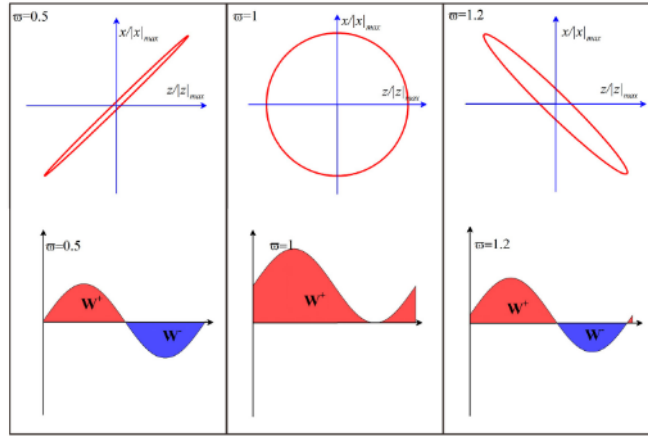 ϖ=0.5
x/|x|max
z/|z|max
ϖ=1
x/|x|max
z/|z|max
ϖ=1.2
x/|x|max
z/|z|max
ϖ=0.5
W+
W-
ϖ=1
W+
ϖ=1.2
W+
W-